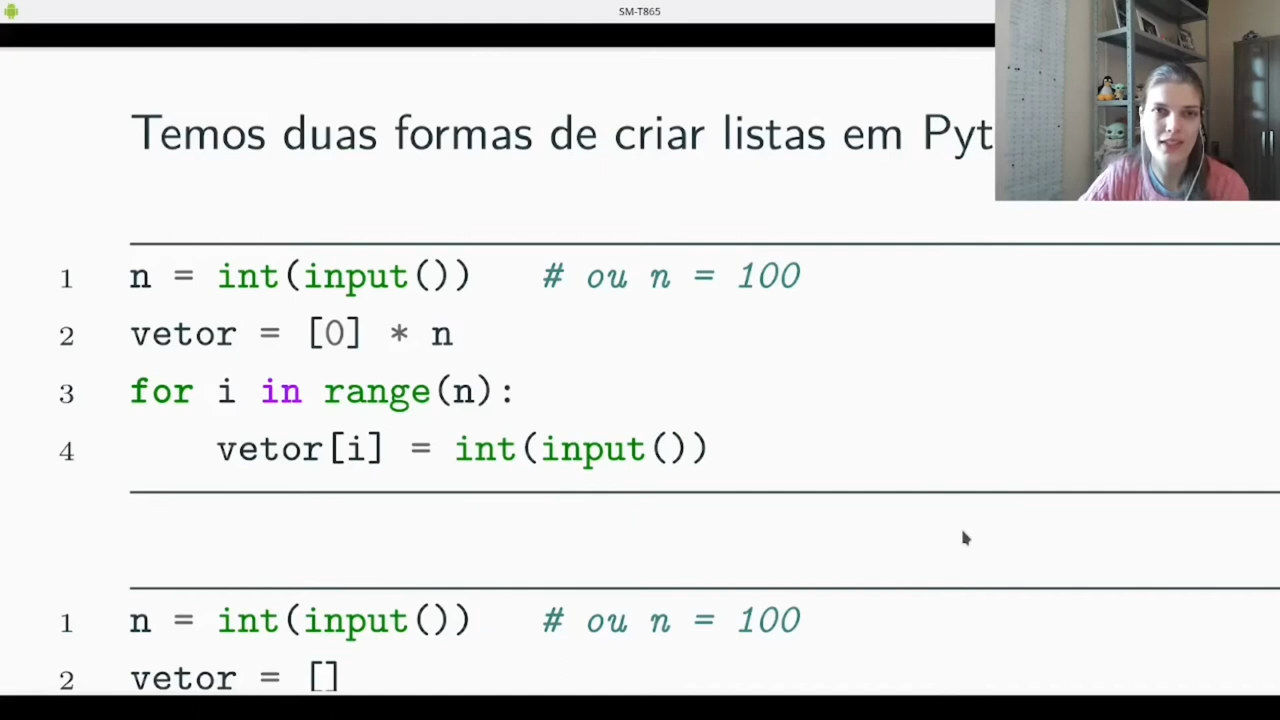 SM-T865
Temos duas formas de criar listas em Pyt
1 n = int(input()) # ou n = 100
2 vetor = [0] * n
3 for i in range(n):
4 vetor[i] = int(input())
1 n = int(input()) # ou n = 100
2 vetor = []